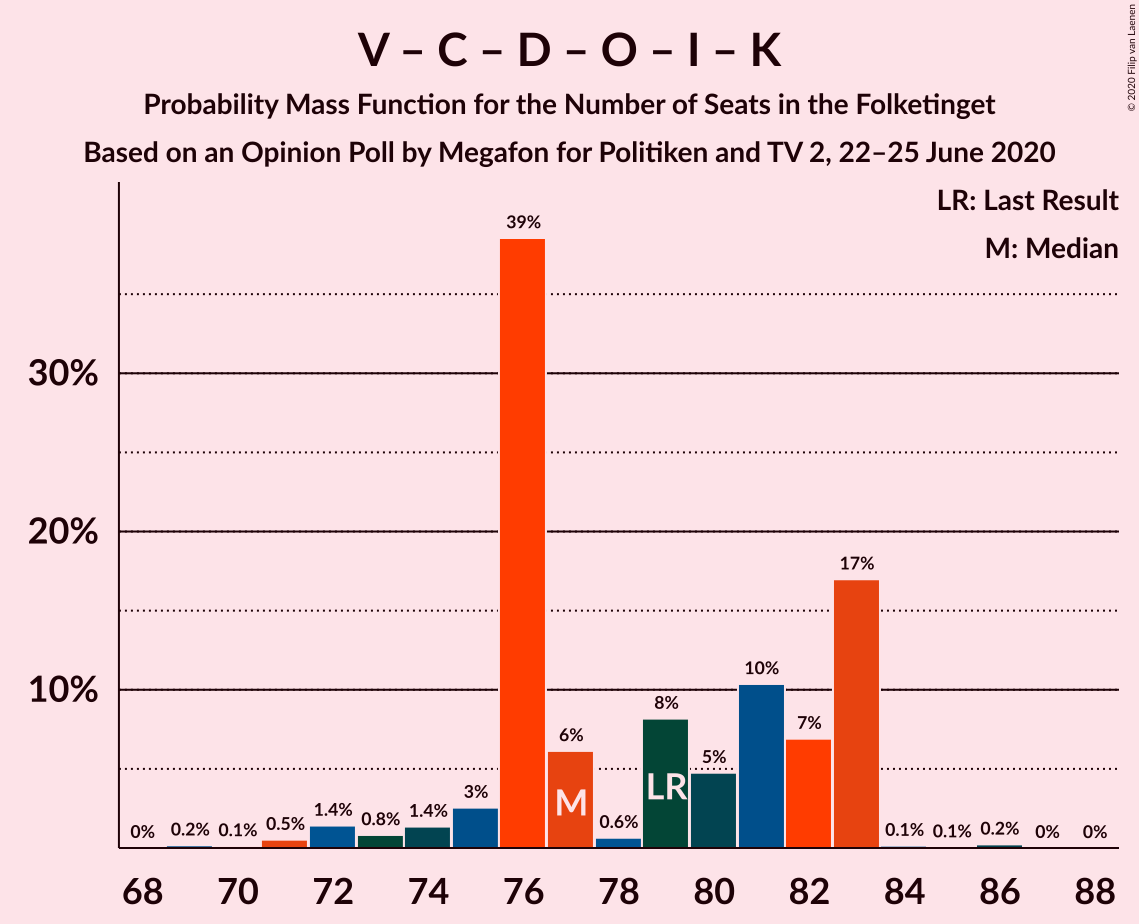 V – C – D – O – I – K
Probability Mass Function for the Number of Seats in the Folketinget
Based on an Opinion Poll by Megafon for Politiken and TV 2, 22–25 June 2020
© 2020 Filip van Laenen
LR: Last Result
M: Median
30%
20%
10%
0%
0.2%
0.1%
0.5%
1.4%
0.8%
1.4%
3%
39%
6%
0.6%
8%
5%
10%
7%
17%
0.1%
0.1%
0.2%
0%
0%
M
LR
68 70 72 74 76 78 80 82 84 86 88